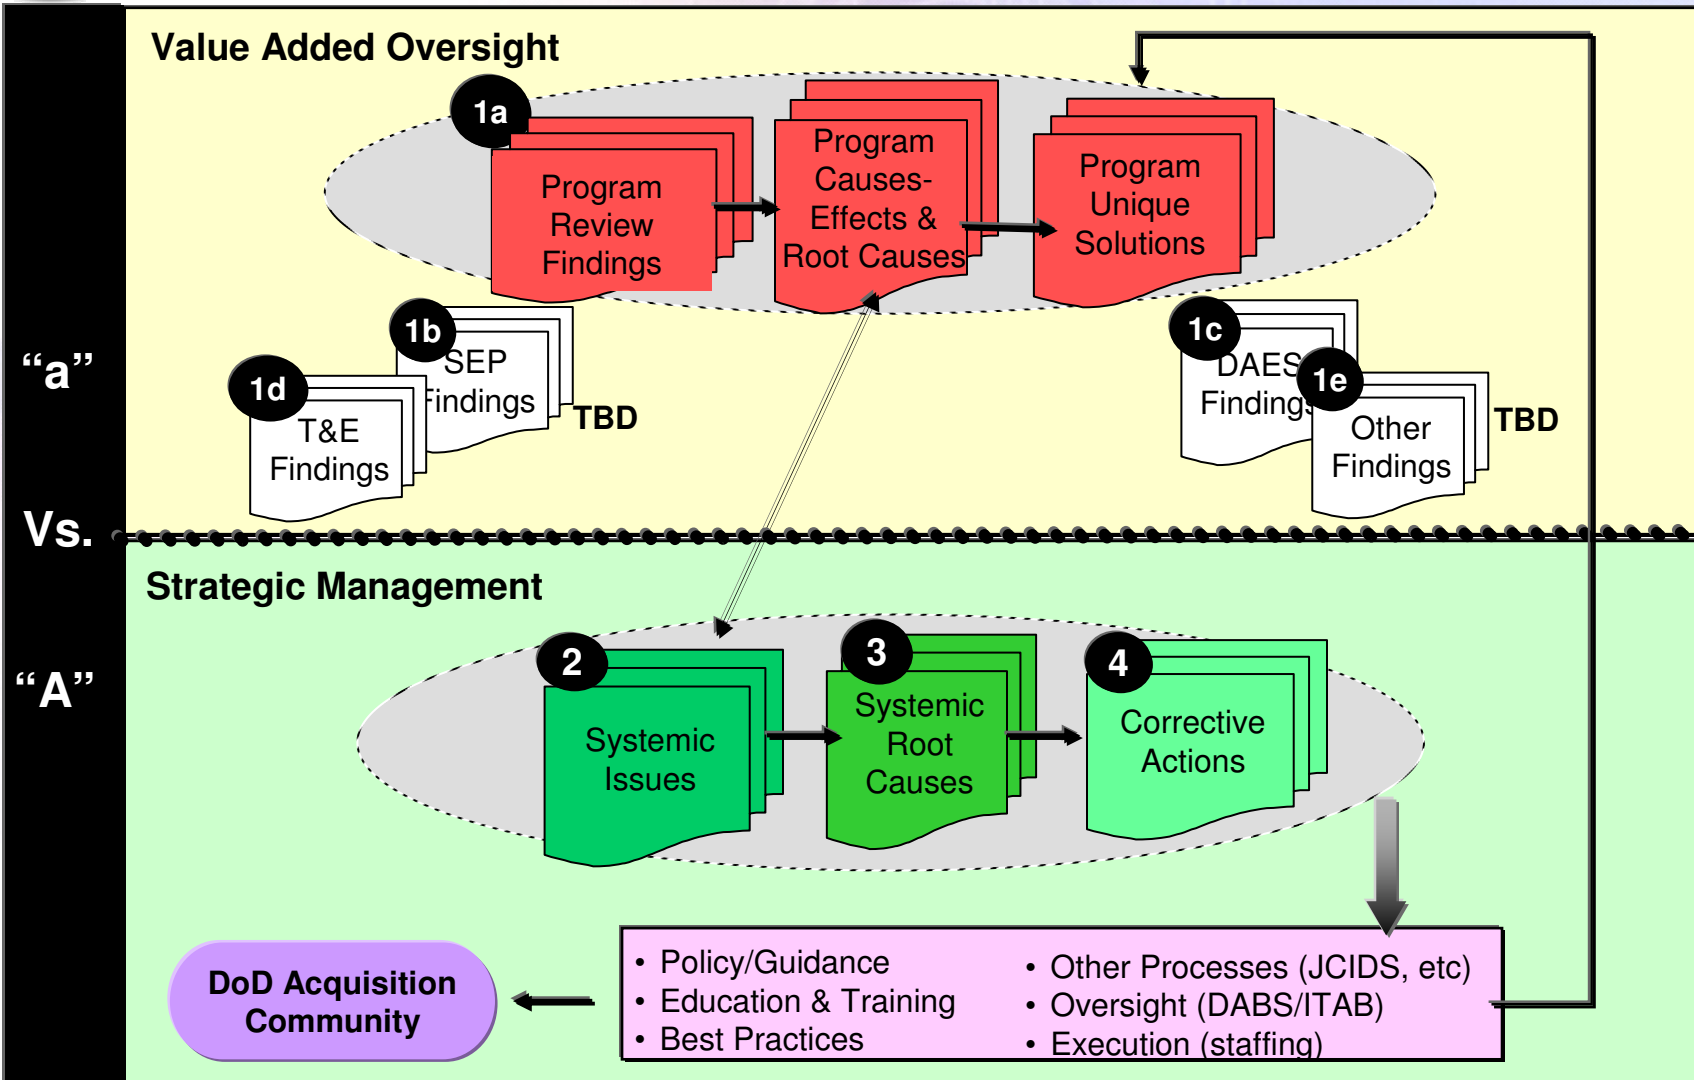 Value Added Oversight
1a
Program
Review
Findings
Program
Causes-
Effects &
Root Causes
Program
Unique
Solutions
1b
SEP
Findings
TBD
1d
T&E
Findings
1c
DAES
Findings
1e
Other
Findings
TBD
“a”
Vs.
“A”
Strategic Management
2
Systemic
Issues
3
Systemic
Root
Causes
4
Corrective
Actions
DoD Acquisition
Community
• Policy/Guidance
• Education & Training
• Best Practices
• Other Processes (JCIDS, etc)
• Oversight (DABS/ITAB)
• Execution (staffing)